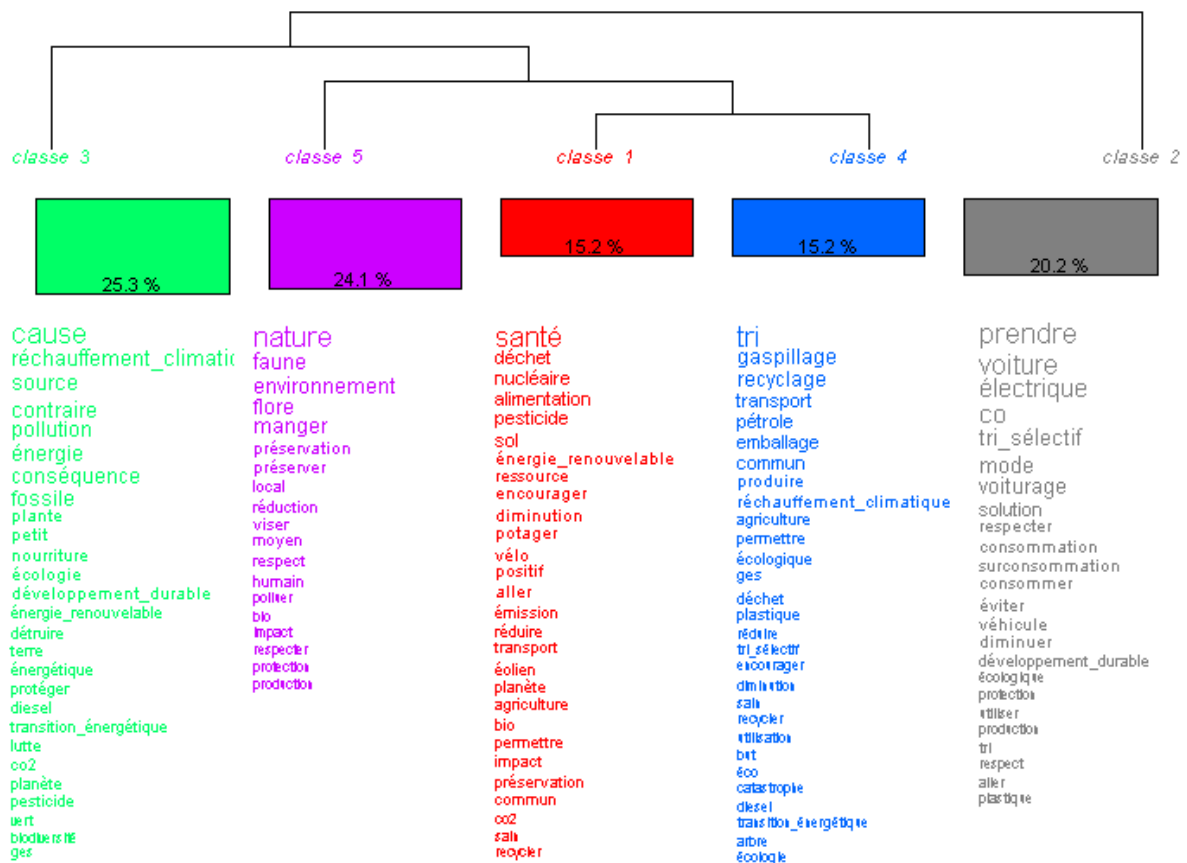 classe 3
classe 5
classe 1
classe 4
classe 2
25.3 %
24.1 %
15.2 %
15.2 %
20.2 %
cause
réchauffement_climatic
source
contraire
pollution
énergie
conséquence
fossile
plante
petit
nourriture
écologie
développement_durable
énergie_renouvelable
détruire
terre
énergétique
protéger
diesel
transition_énergétique
lutte
co2
planète
pesticide
vert
biodiversité
ges
nature
faune
environnement
flore
manger
préservation
préserver
local
réduction
viser
moyen
respect
humain
polluer
bio
impact
respecter
protection
production
santé
déchet
nucléaire
alimentation
pesticide
sol
énergie_renouvelable
ressource
encourager
diminution
potager
vélo
positif
aller
émission
réduire
transport
éolien
planète
agriculture
bio
permettre
impact
préservation
commun
co2
sain
recycler
tri
gaspillage
recyclage
transport
pétrole
emballage
commun
produire
réchauffement_climatique
agriculture
permettre
écologique
ges
déchet
plastique
réduire
tri_sélectif
encourager
diminution
sain
recycler
utilisation
but
éco
catastrophe
diesel
transition_énergétique
arbre
écologie
prendre
voiture
électrique
co
tri_sélectif
mode
voiturage
solution
respecter
consommation
surconsommation
consommer
éviter
véhicule
diminuer
développement_durable
écologique
protection
utiliser
production
tri
respect
aller
plastique